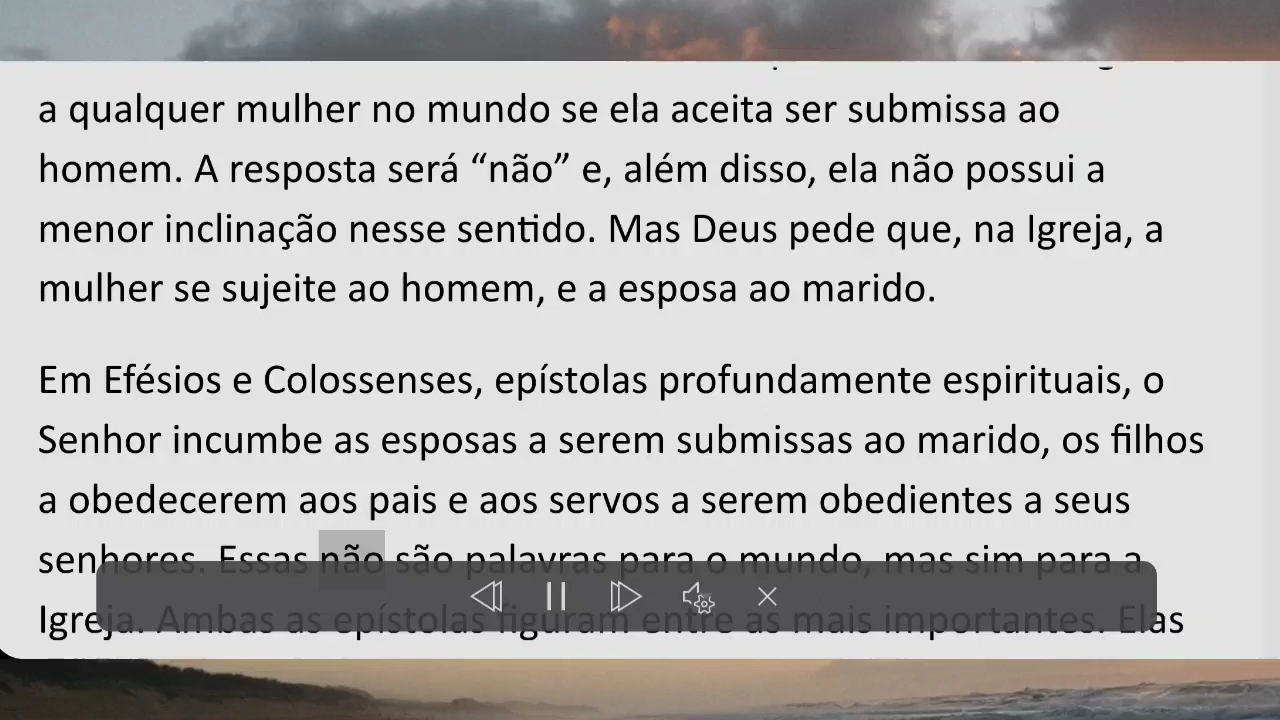 a qualquer mulher no mundo se ela aceita ser submissa ao
homem. A resposta será “não” e, além disso, ela não possui a
menor inclinação nesse sentido. Mas Deus pede que, na Igreja, a
mulher se sujeite ao homem, e a esposa ao marido.
Em Efésios e Colossenses, epístolas profundamente espirituais, o
Senhor incumbe as esposas a serem submissas ao marido, os filhos
a obedecerem aos pais e aos servos a serem obedientes a seus
senhores. Essas não são palavras para o mundo, mas sim para a
Igreja. Ambas as epístolas figuram entre as mais importantes. Elas